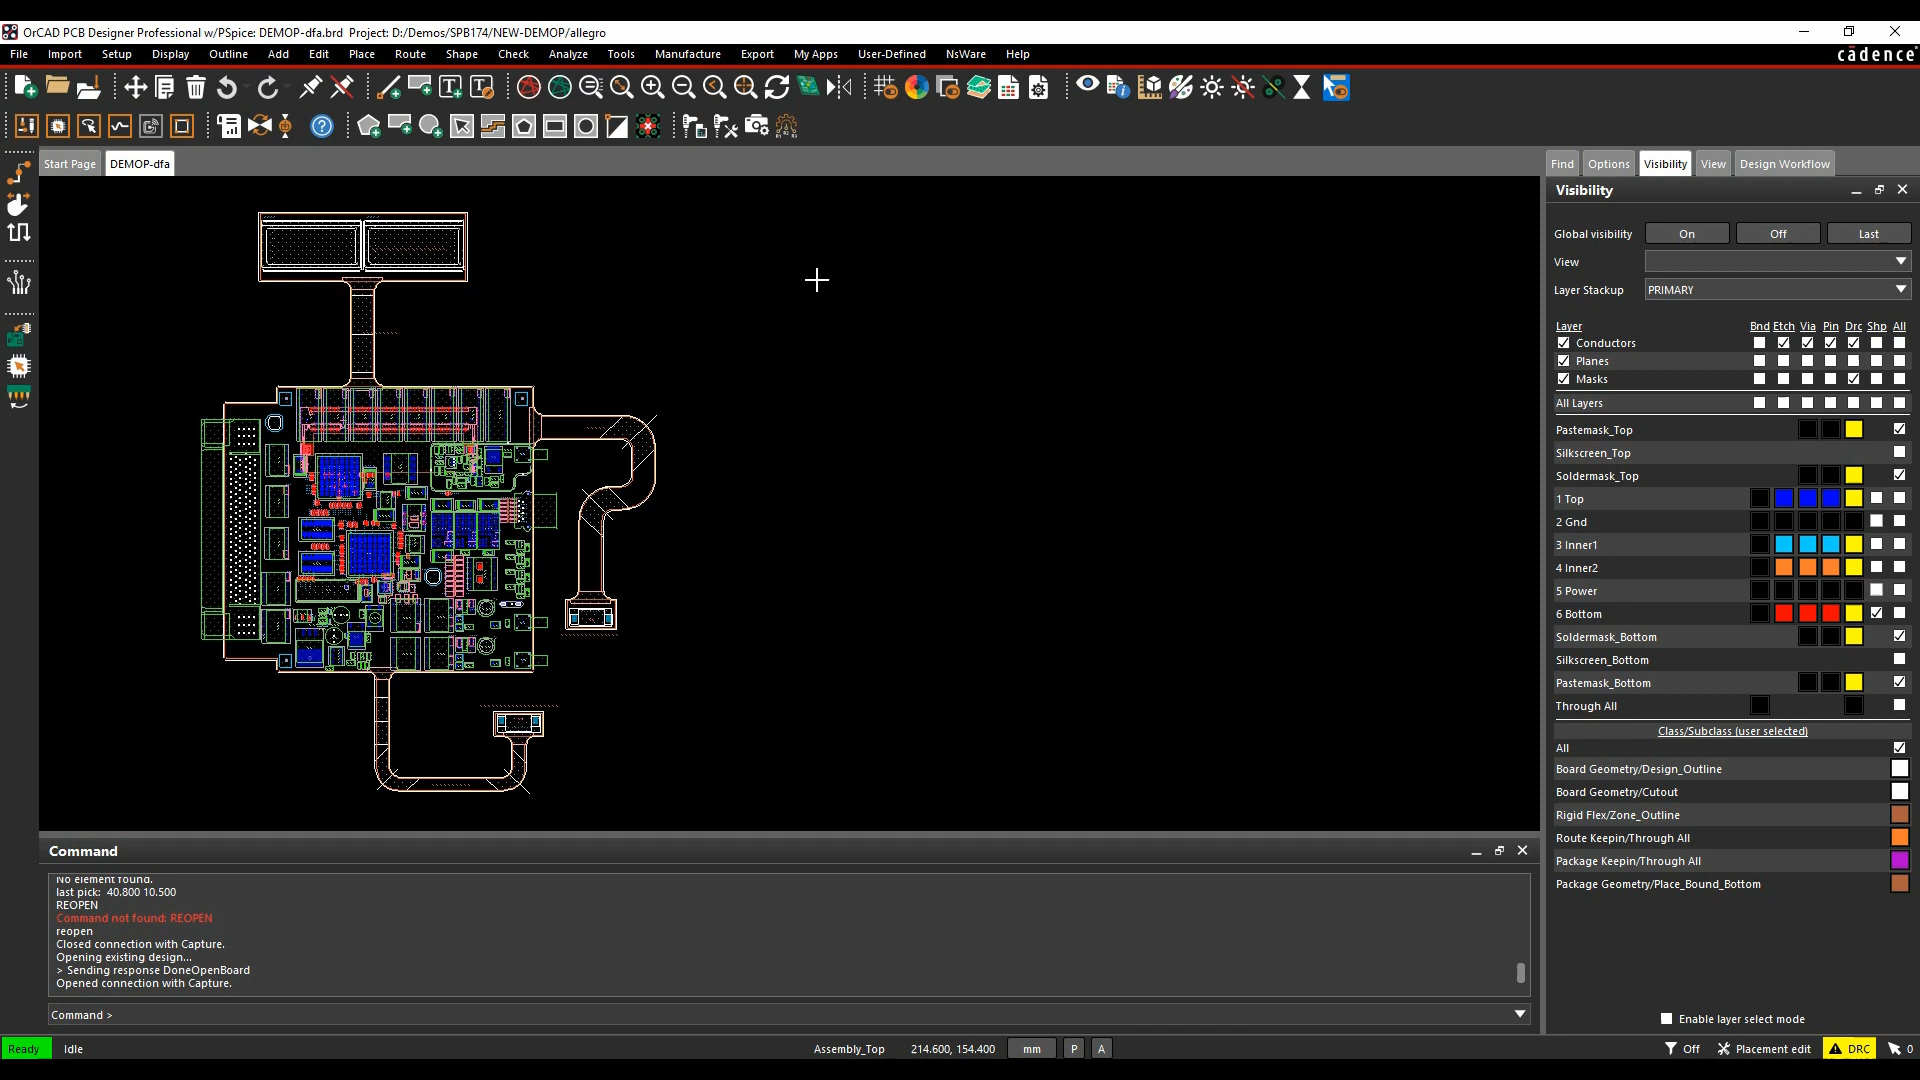 OrCAD PCB Designer Professional w/PSpice: DEMOP-dfa.brd  Project: D:/Demos/SPB174/NEW-DEMOP/allegro
File Import Setup Display Outline Add Edit Place Route Shape Check Analyze Tools Manufacture Export My Apps User-Defined NsWare Help
cādence
Start Page DEMOP-dfa
Find Options Visibility View Design Workflow
Visibility
Global visibility On Off Last
View
Layer Stackup PRIMARY
Layer Bnd Etch Via Pin Drc Shp All
Conductors
Planes
Masks
All Layers
Pastemask_Top
Silkscreen_Top
Soldermask_Top
1 Top
2 Gnd
3 Inner1
4 Inner2
5 Power
6 Bottom
Soldermask_Bottom
Silkscreen_Bottom
Pastemask_Bottom
Through All
Class/Subclass (user selected)
All
Board Geometry/Design_Outline
Board Geometry/Cutout
Rigid Flex/Zone_Outline
Route Keepin/Through All
Package Keepin/Through All
Package Geometry/Place_Bound_Bottom
Enable layer select mode
Command
No element found.
last pick:  40.800 10.500
REOPEN
Command not found: REOPEN
reopen
Closed connection with Capture.
Opening existing design...
> Sending response DoneOpenBoard
Opened connection with Capture.
Command >
Ready Idle Assembly_Top 214.600, 154.400 mm P A Off Placement edit DRC 0